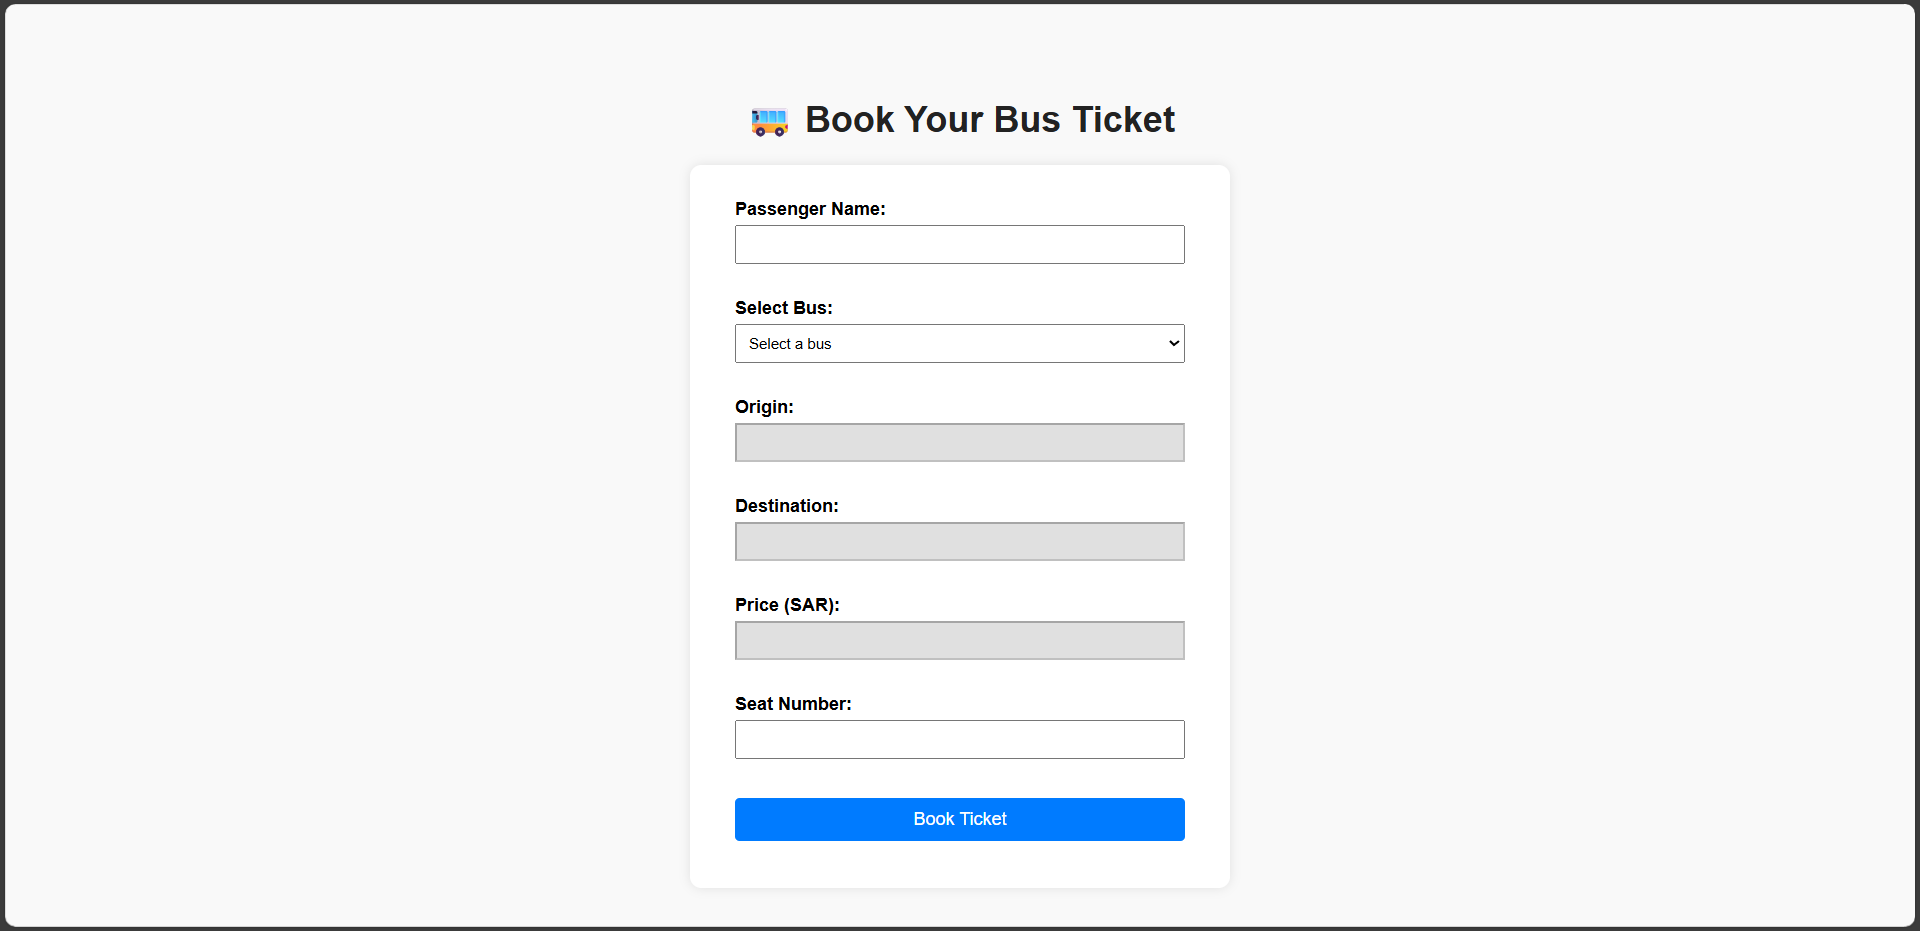 Book Your Bus Ticket
Passenger Name:
Select Bus:
Select a bus
Origin:
Destination:
Price (SAR):
Seat Number:
Book Ticket